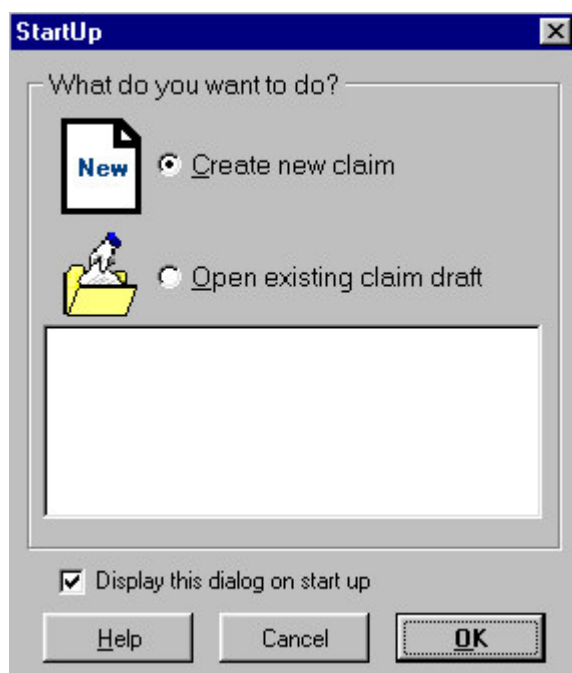 StartUp
What do you want to do?
New
Create new claim
Open existing claim draft
Display this dialog on start up
Help
Cancel
OK